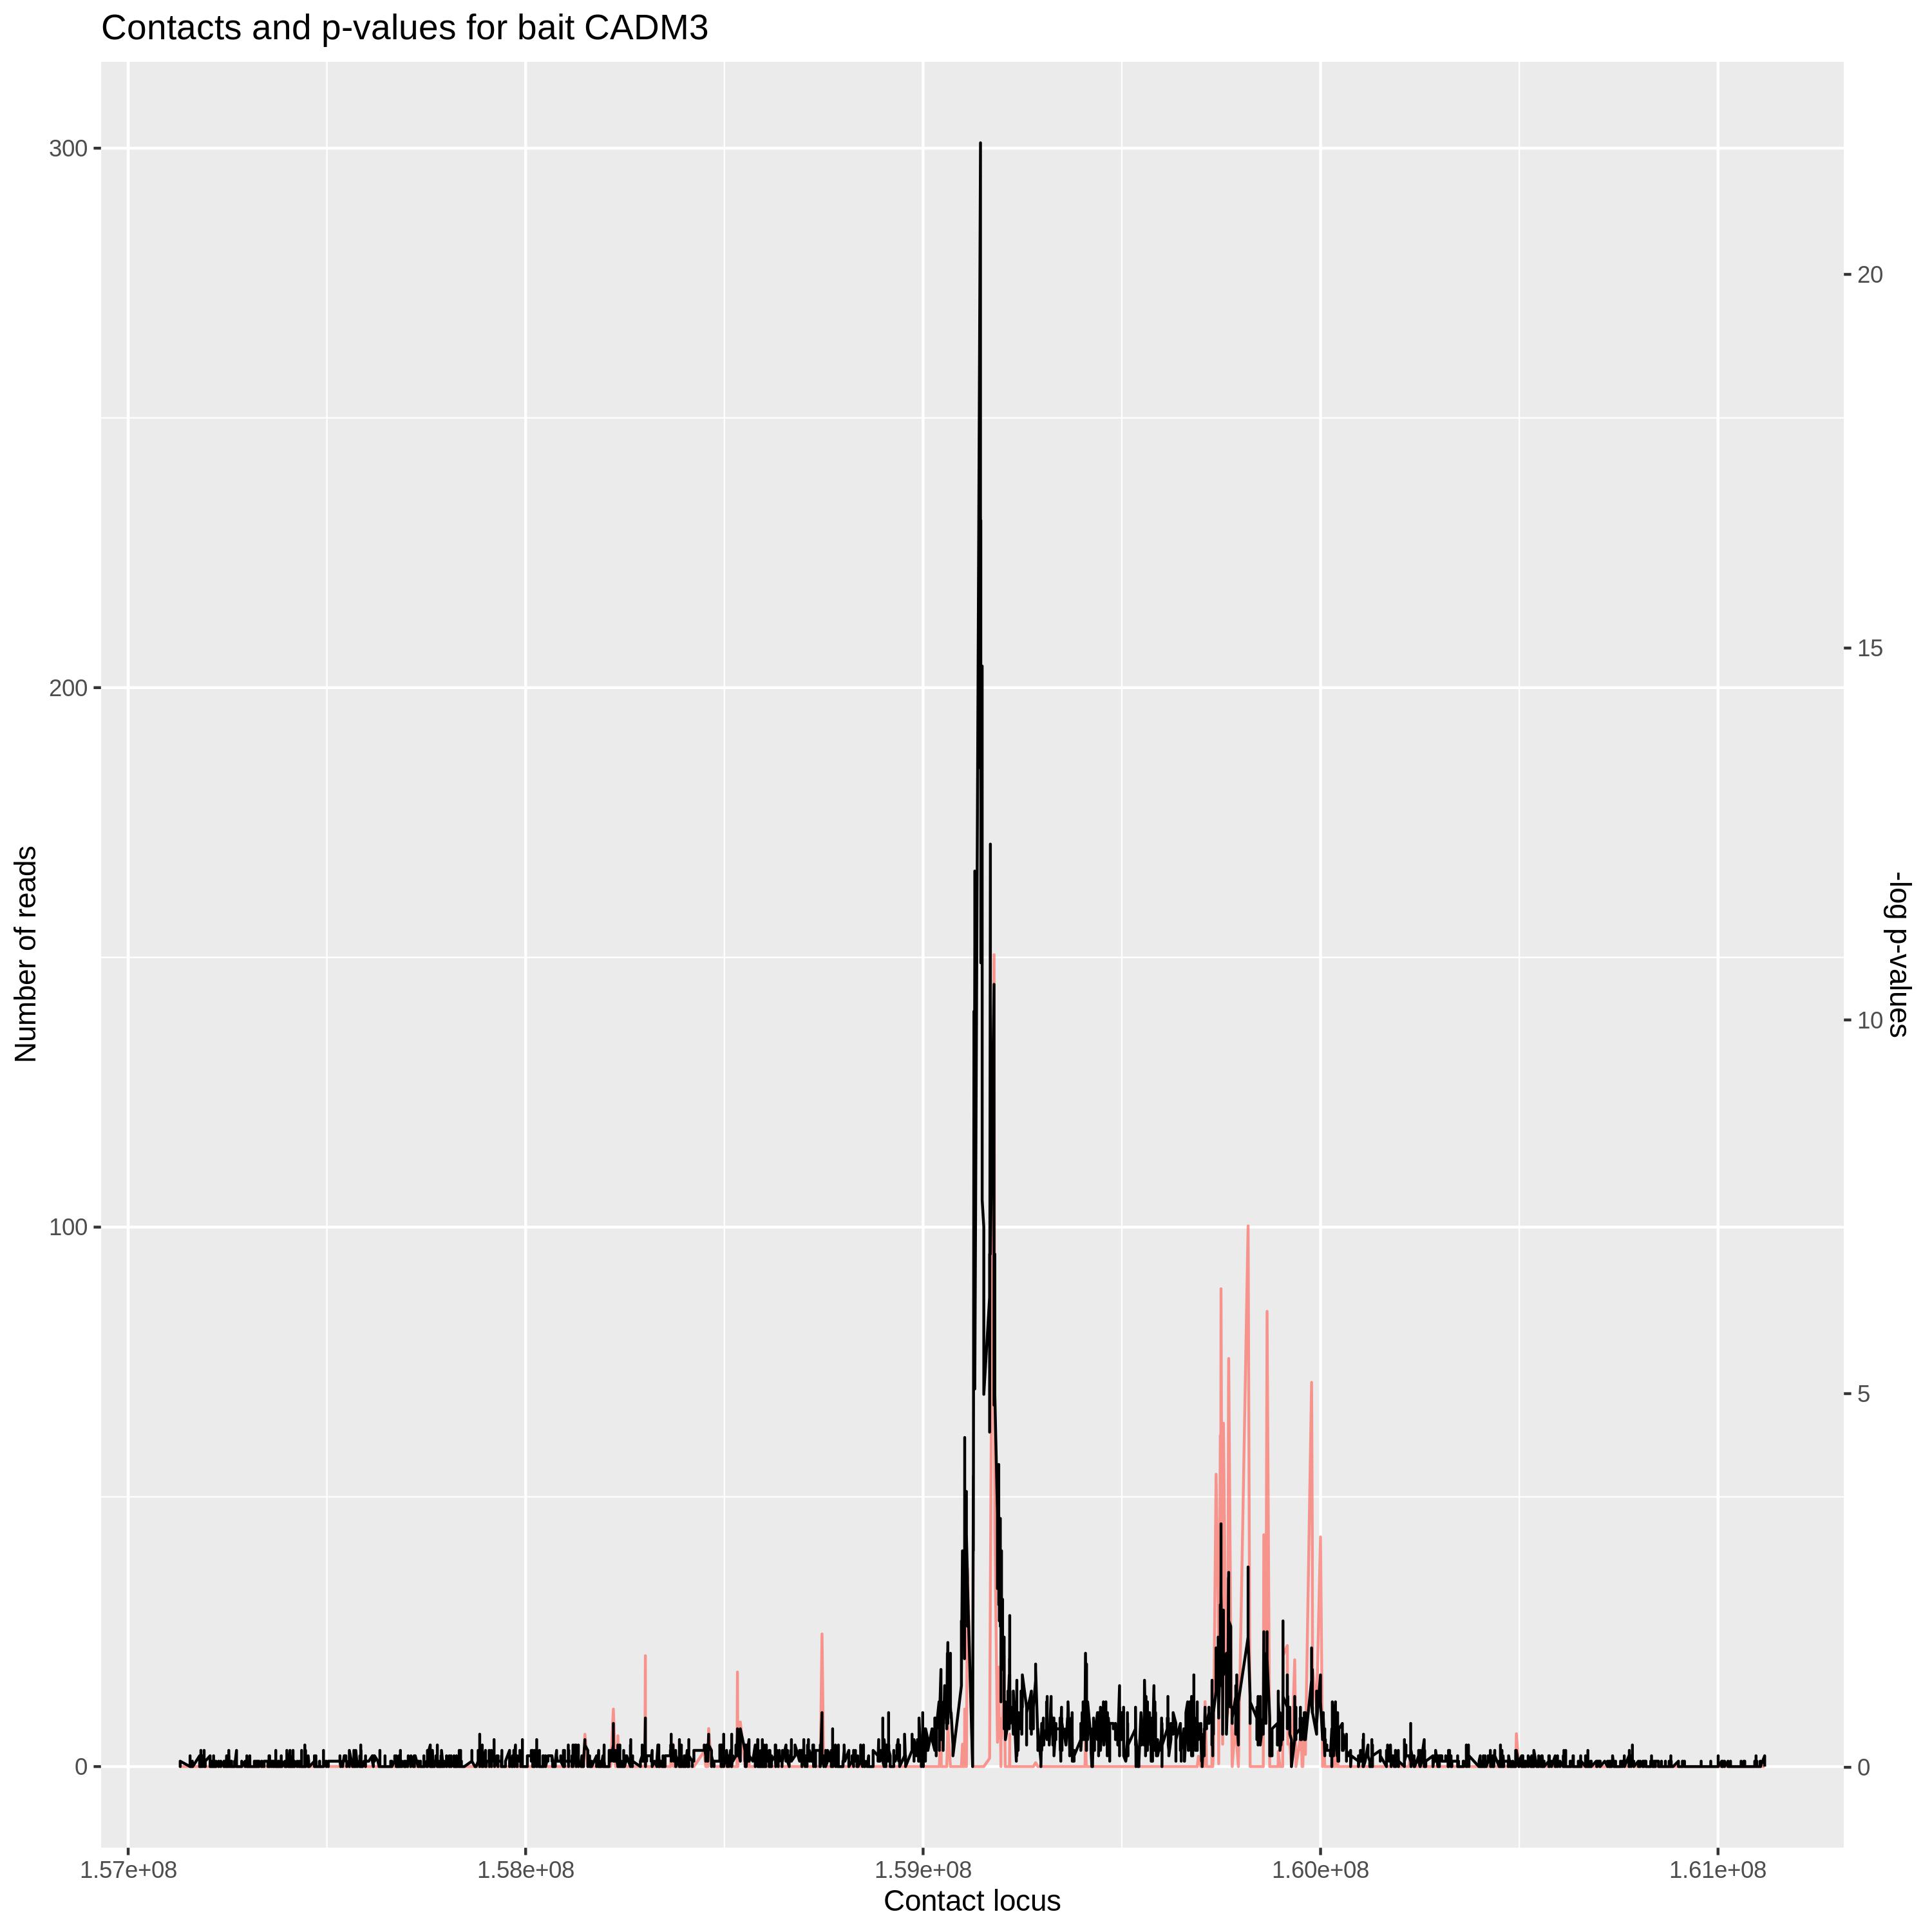 Contacts and p-values for bait CADM3
300
200
100
0
Number of reads
20
15
10
5
0
-log p-values
1.57e+08
1.58e+08
1.59e+08
1.60e+08
1.61e+08
Contact locus